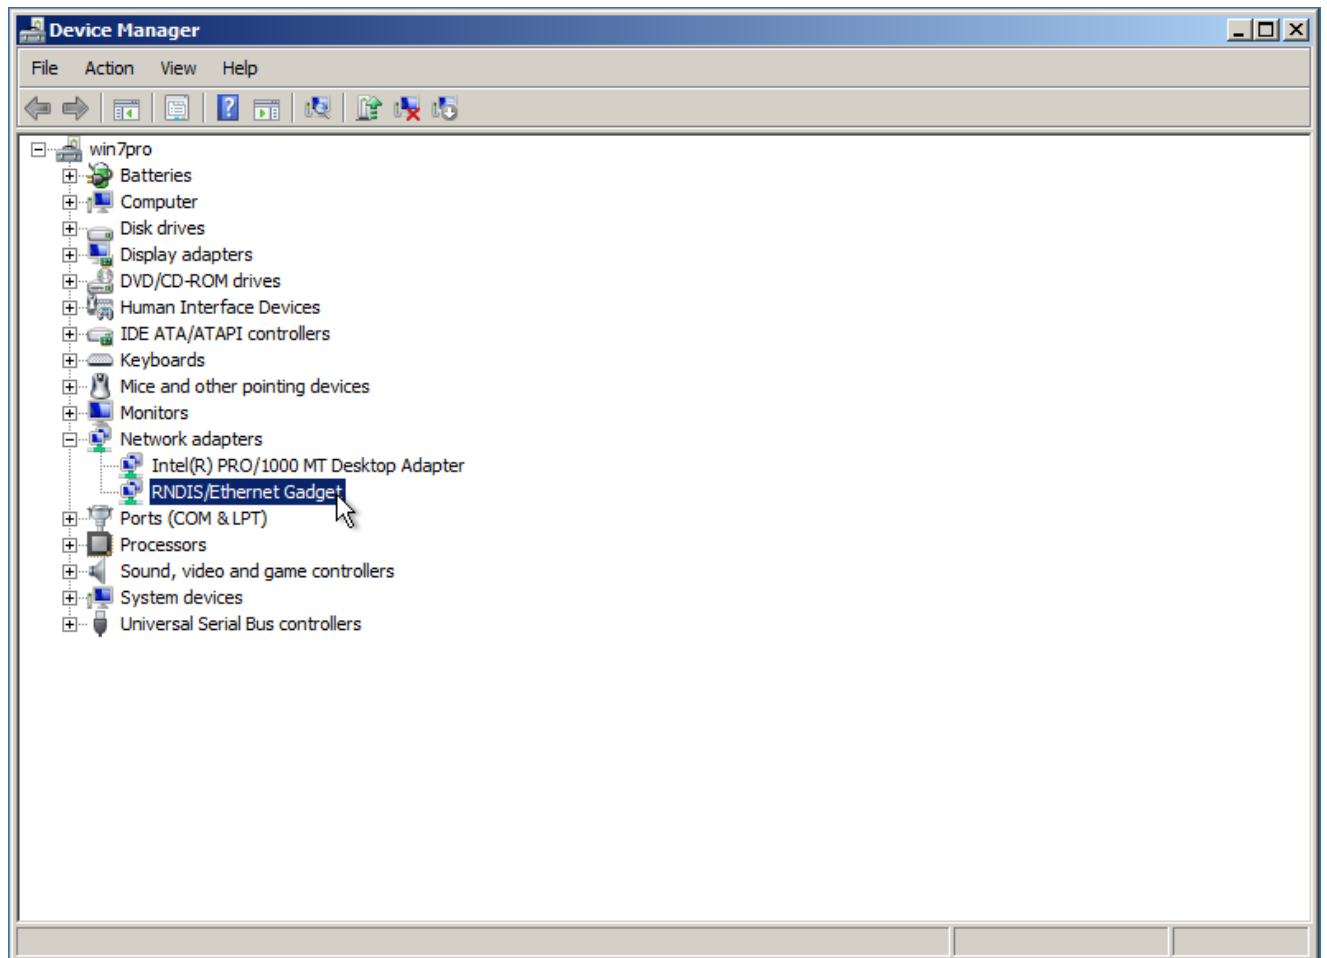 Device Manager
File Action View Help
win7pro
Batteries
Computer
Disk drives
Display adapters
DVD/CD-ROM drives
Human Interface Devices
IDE ATA/ATAPI controllers
Keyboards
Mice and other pointing devices
Monitors
Network adapters
Intel(R) PRO/1000 MT Desktop Adapter
RNDIS/Ethernet Gadget
Ports (COM & LPT)
Processors
Sound, video and game controllers
System devices
Universal Serial Bus controllers